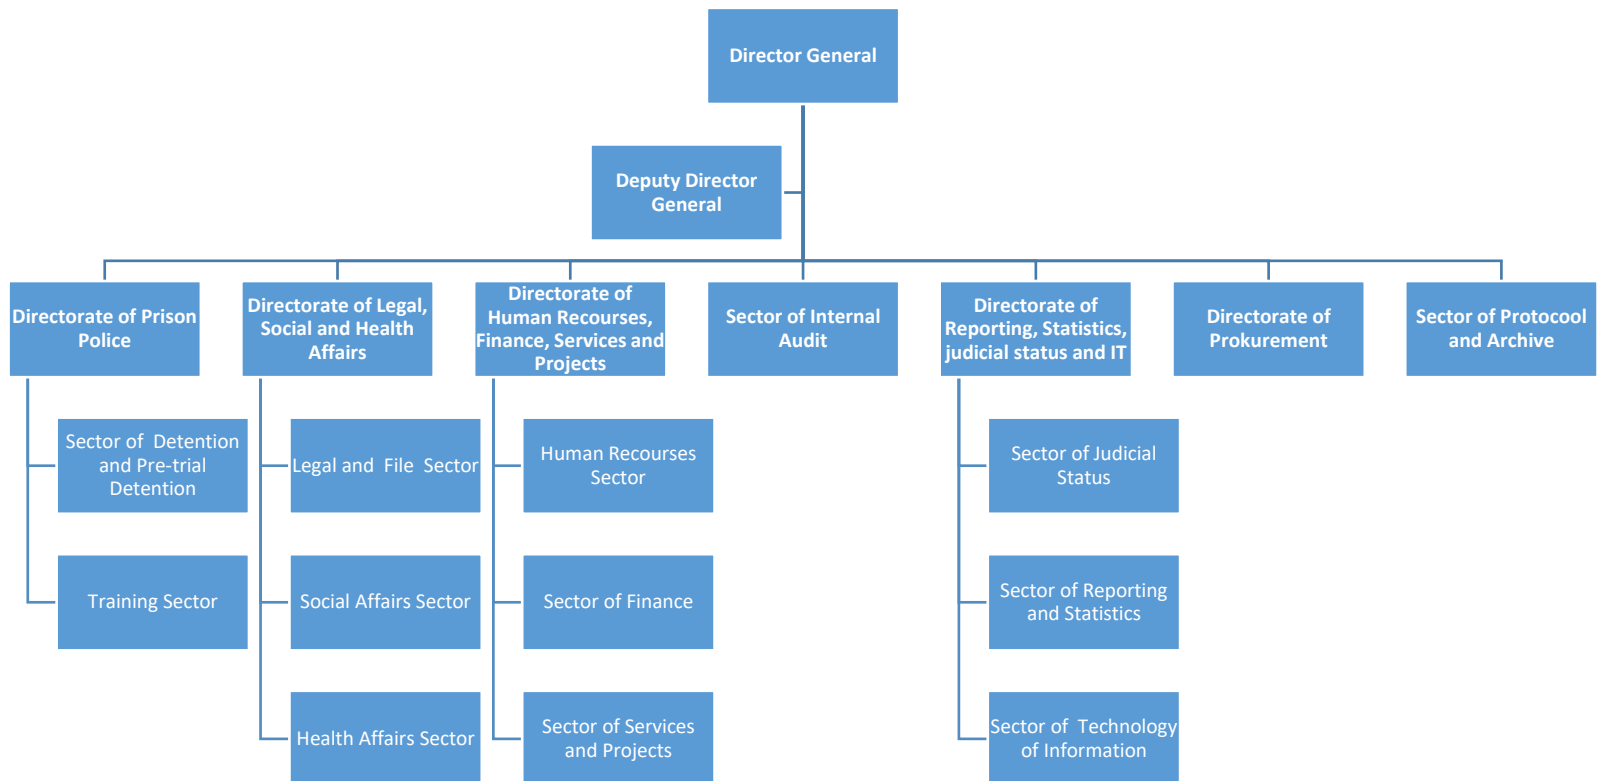 Director General
Deputy Director
General
Directorate of Prison
Police
Directorate of Legal,
Social and Health
Affairs
Directorate of
Human Recourses,
Finance, Services and
Projects
Sector of Internal
Audit
Directorate of
Reporting, Statistics,
judicial status and IT
Directorate of
Prokurement
Sector of Protocool
and Archive
Sector of  Detention
and Pre-trial
Detention
Training Sector
Legal and  File  Sector
Social Affairs Sector
Health Affairs Sector
Human Recourses
Sector
Sector of Finance
Sector of Services
and Projects
Sector of Judicial
Status
Sector of Reporting
and Statistics
Sector of  Technology
of Information